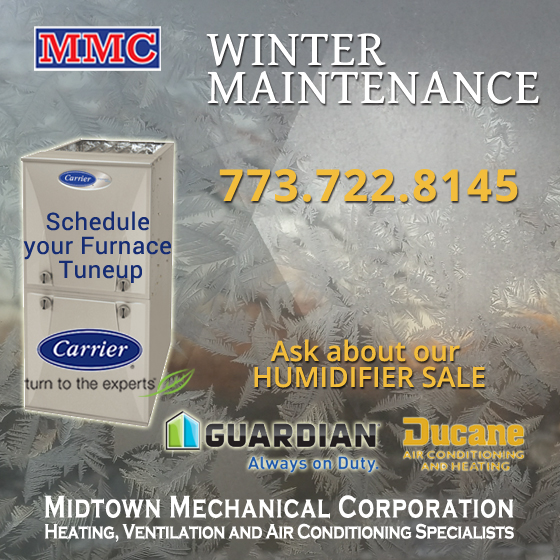 MMC
WINTER
MAINTENANCE
773.722.8145
Carrier
Schedule
your Furnace
Tuneup
Carrier
turn to the experts
Ask about our
HUMIDIFIER SALE
GUARDIAN
Always on Duty.
Ducane
AIR CONDITIONING
AND HEATING
MIDTOWN MECHANICAL CORPORATION
HEATING, VENTILATION AND AIR CONDITIONING SPECIALISTS